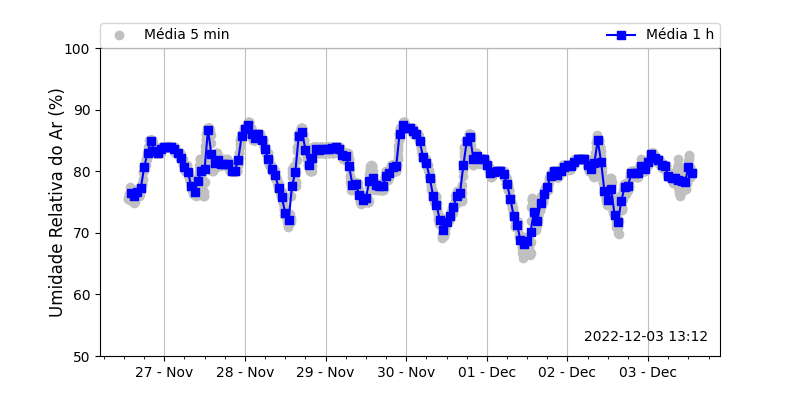 Média 5 min
Média 1 h
Umidade Relativa do Ar (%)
100
90
80
70
60
50
2022-12-03 13:12
27 - Nov
28 - Nov
29 - Nov
30 - Nov
01 - Dec
02 - Dec
03 - Dec